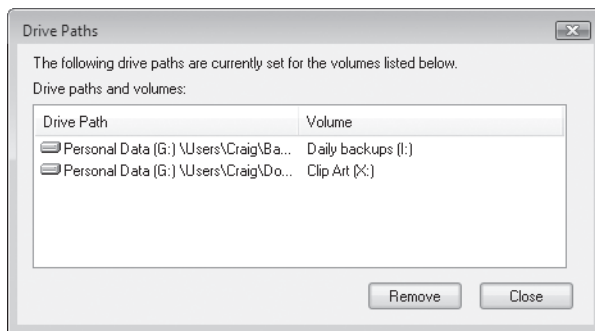 Drive Paths
The following drive paths are currently set for the volumes listed below.
Drive paths and volumes:
Drive Path Volume
Personal Data (G:) \Users\Craig\Ba... Daily backups (I:)
Personal Data (G:) \Users\Craig\Do... Clip Art (X:)
Remove Close